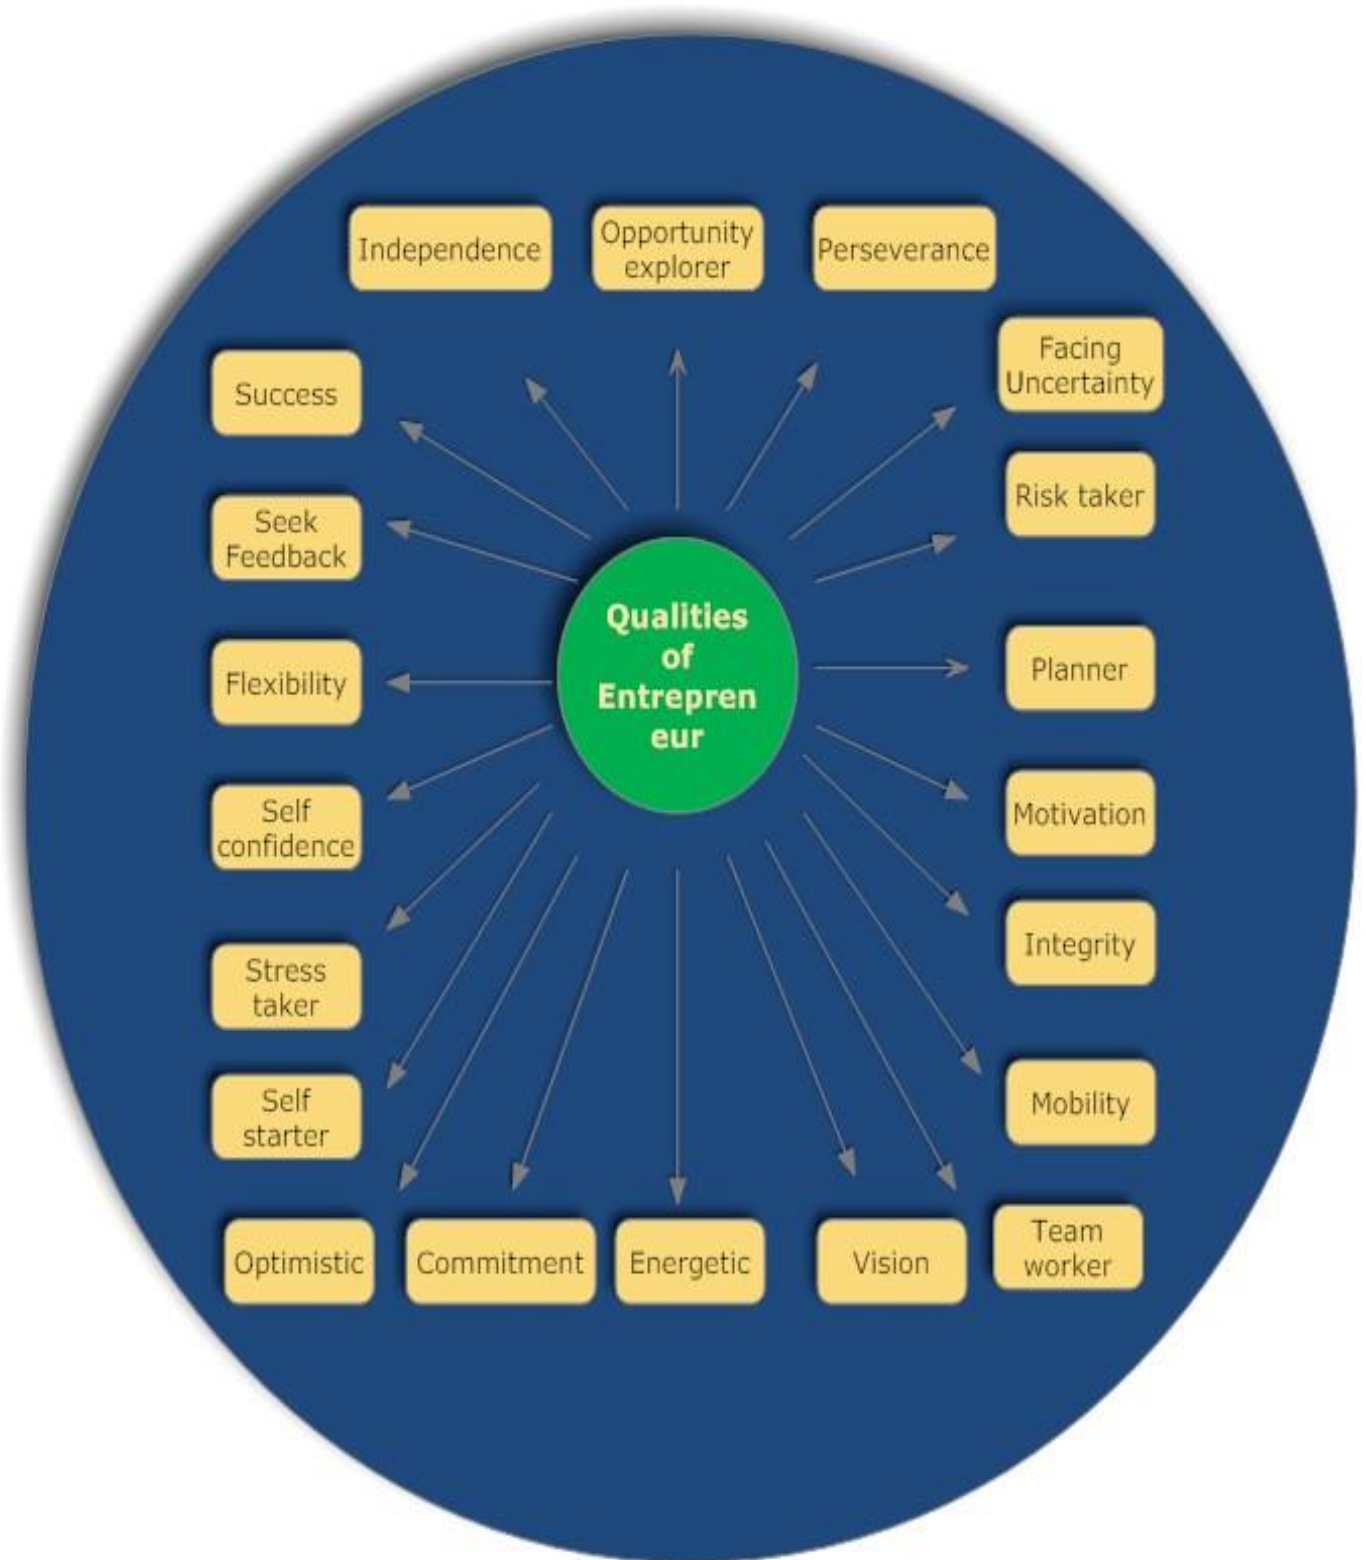 Independence
Opportunity
explorer
Perseverance
Facing
Uncertainty
Success
Risk taker
Seek
Feedback
Qualities
of
Entrepren
eur
Planner
Flexibility
Motivation
Self
confidence
Integrity
Stress
taker
Mobility
Self
starter
Team
worker
Optimistic
Commitment
Energetic
Vision